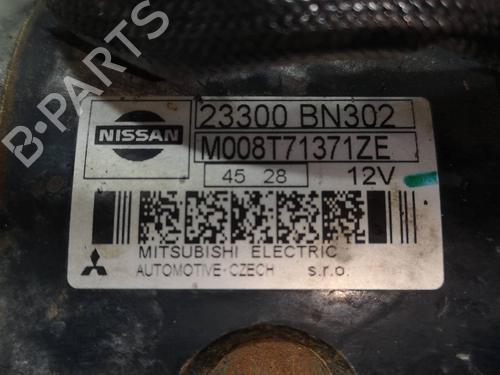 B-PARTS
NISSAN
23300 BN302
M008T71371ZE
45 28
12V
MITSUBISHI ELECTRIC
AUTOMOTIVE-CZECH s.r.o.